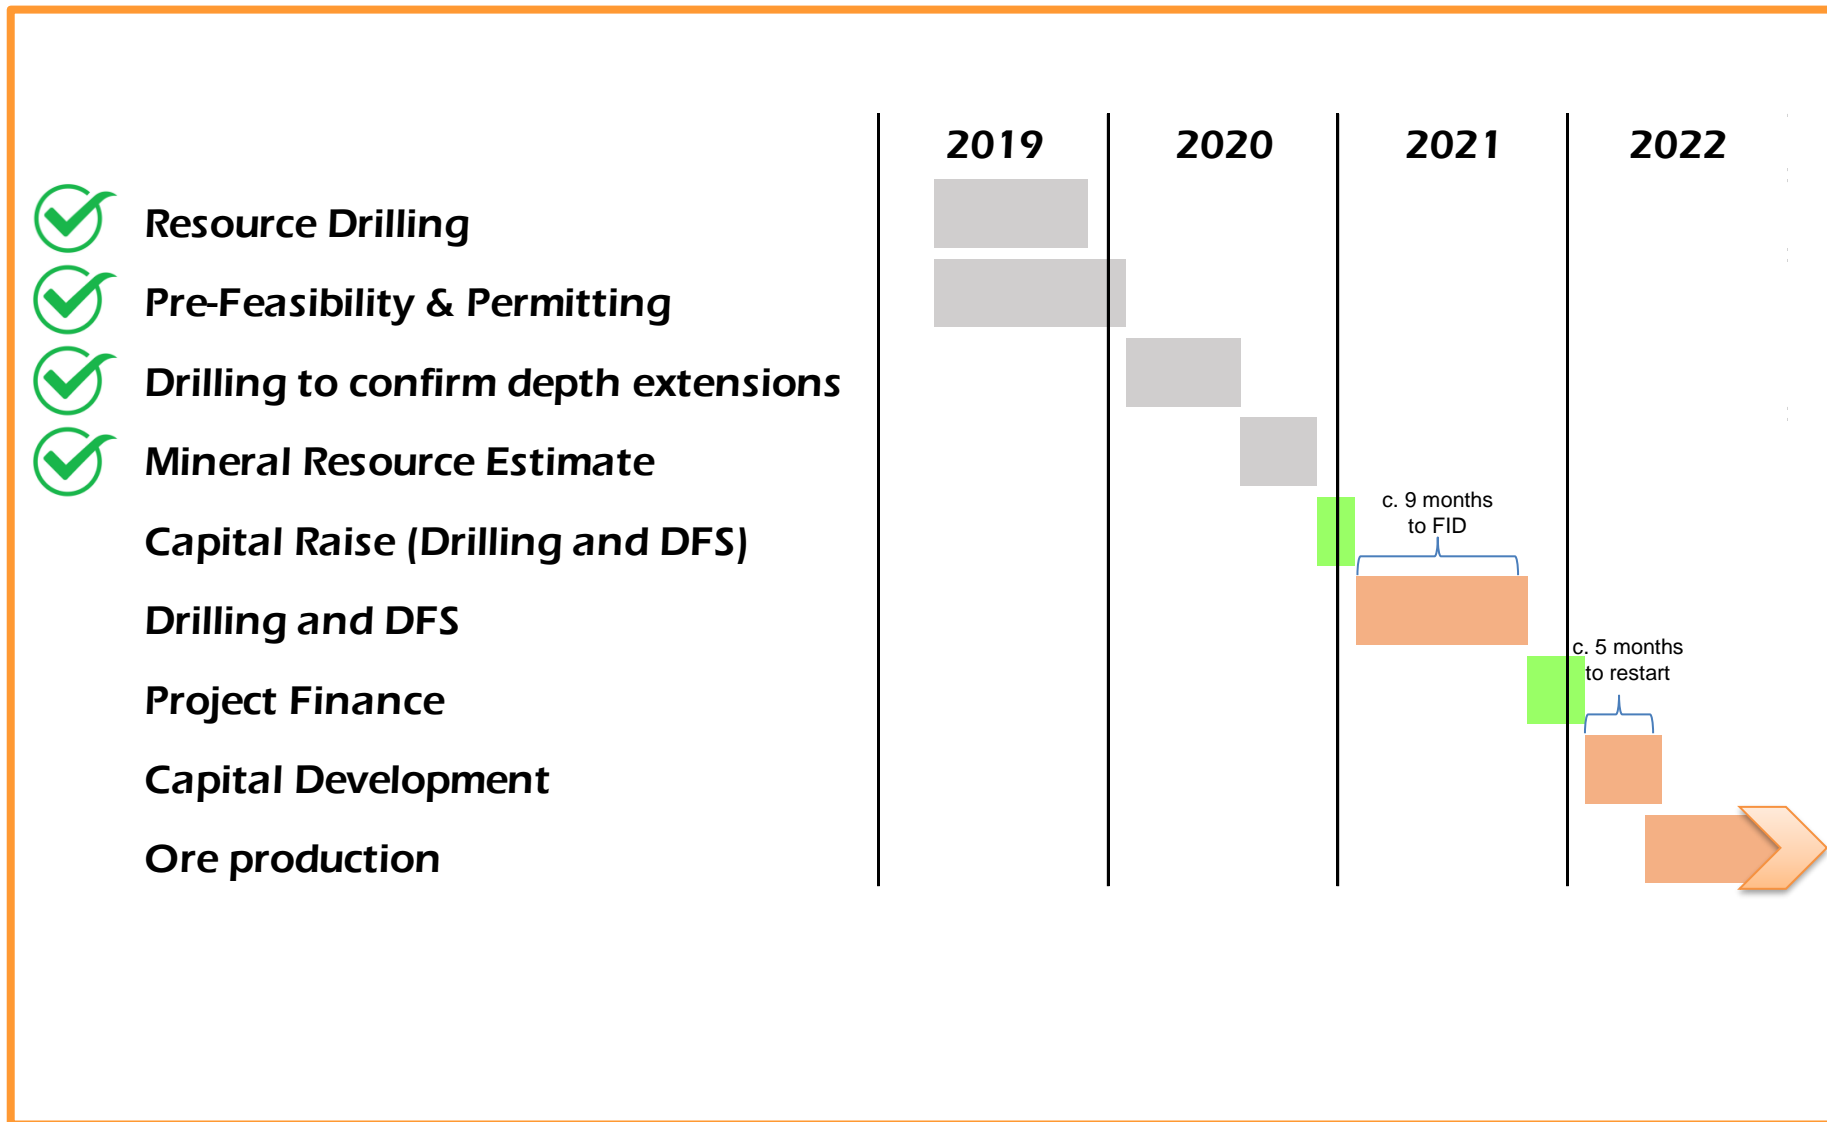 2019 2020 2021 2022
Resource Drilling
Pre-Feasibility & Permitting
Drilling to confirm depth extensions
Mineral Resource Estimate
Capital Raise (Drilling and DFS)
c. 9 months
to FID
Drilling and DFS
c. 5 months
to restart
Project Finance
Capital Development
Ore production